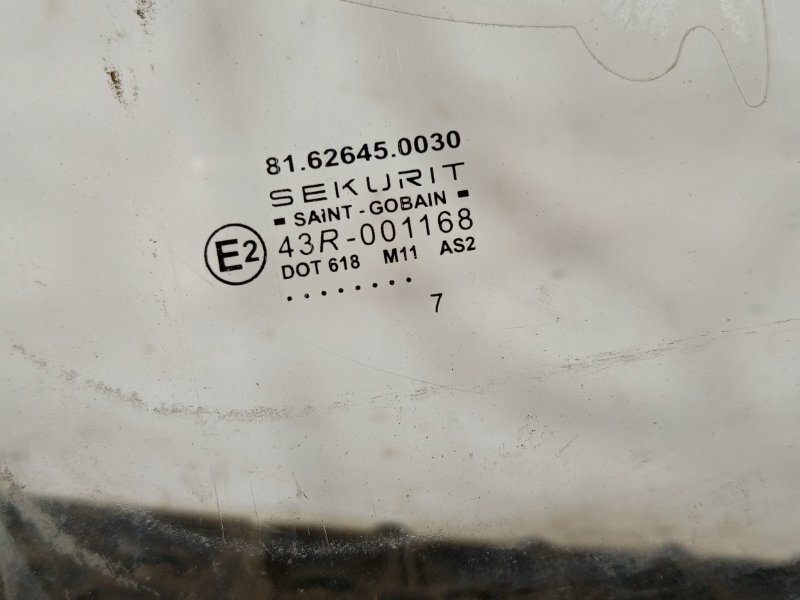 81.62645.0030
SEKURIT
- SAINT - GOBAIN -
E2 43R-001168
DOT 618 M11 AS2
. . . . . . . .
7